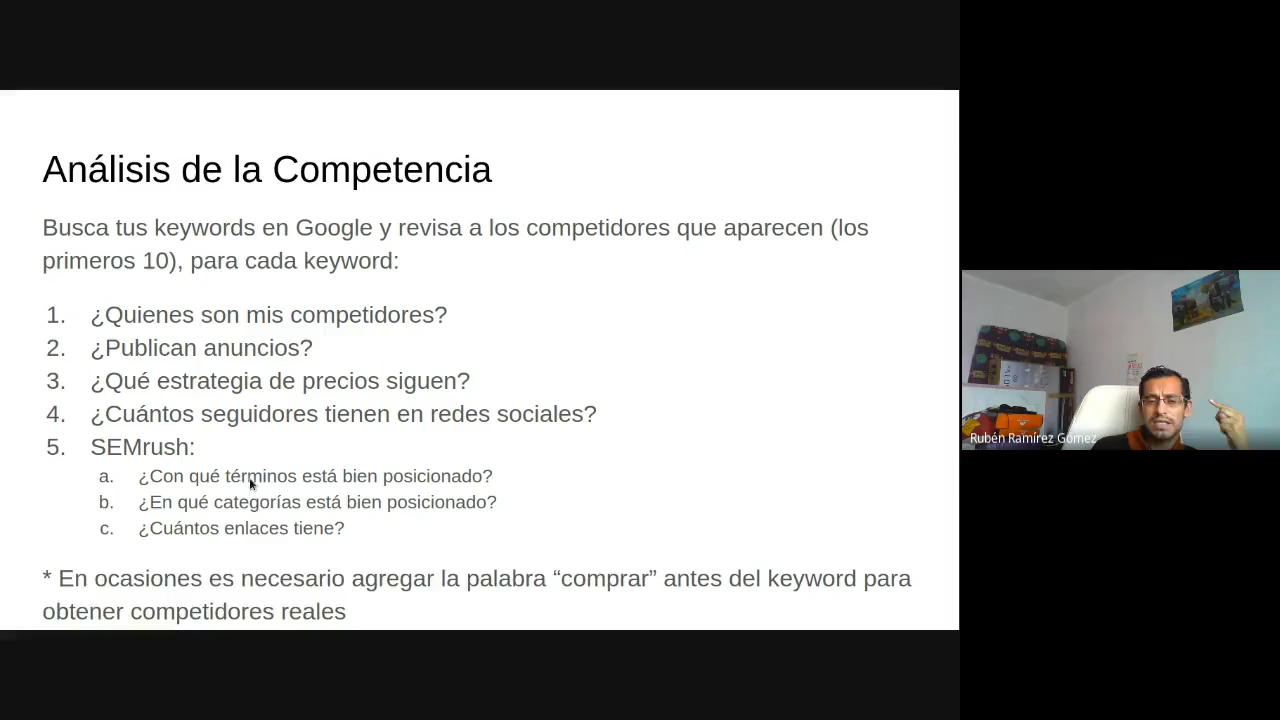 Análisis de la Competencia
Busca tus keywords en Google y revisa a los competidores que aparecen (los
primeros 10), para cada keyword:
1. ¿Quienes son mis competidores?
2. ¿Publican anuncios?
3. ¿Qué estrategia de precios siguen?
4. ¿Cuántos seguidores tienen en redes sociales?
5. SEMrush:
a. ¿Con qué términos está bien posicionado?
b. ¿En qué categorías está bien posicionado?
c. ¿Cuántos enlaces tiene?
* En ocasiones es necesario agregar la palabra “comprar” antes del keyword para
obtener competidores reales
Rubén Ramírez Gómez